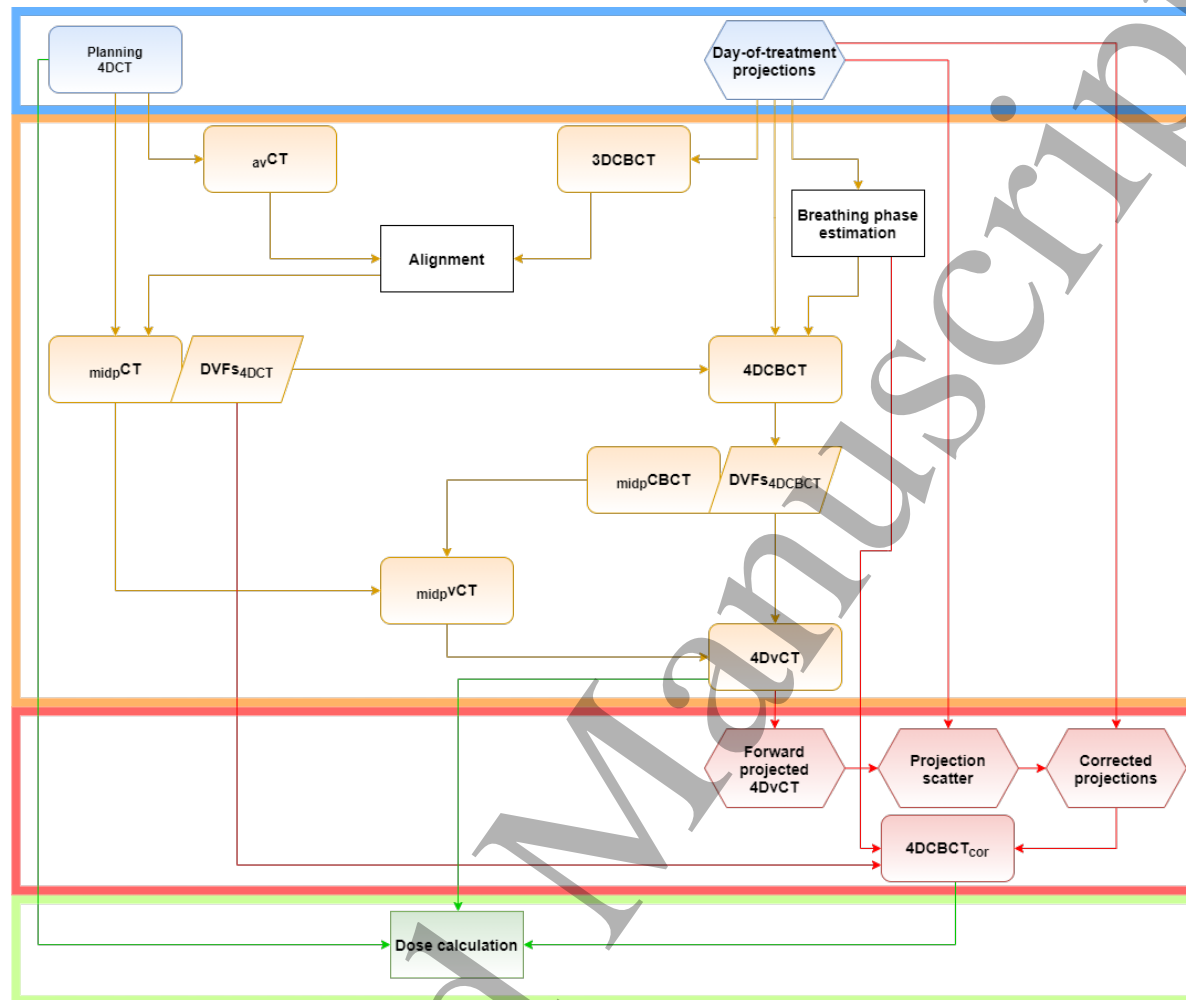 Planning
4DCT
Day-of-treatment
projections
avCT
3DCBCT
Breathing phase
estimation
Alignment
midpCT
DVFs4DCT
4DCBCT
midpCBCT
DVFs4DCBCT
midpvCT
4DvCT
Forward
projected
4DvCT
Projection
scatter
Corrected
projections
4DCBCTcor
Dose calculation
Manuscrip